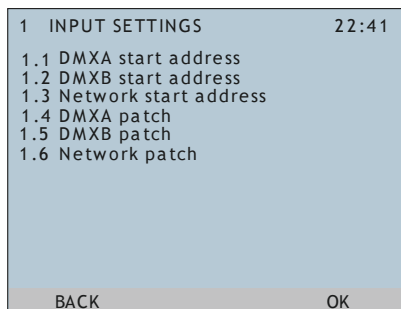 1 INPUT SETTINGS 22:41
1.1 DMXA start address
1.2 DMXB start address
1.3 Network start address
1.4 DMXA patch
1.5 DMXB patch
1.6 Network patch
BACK OK